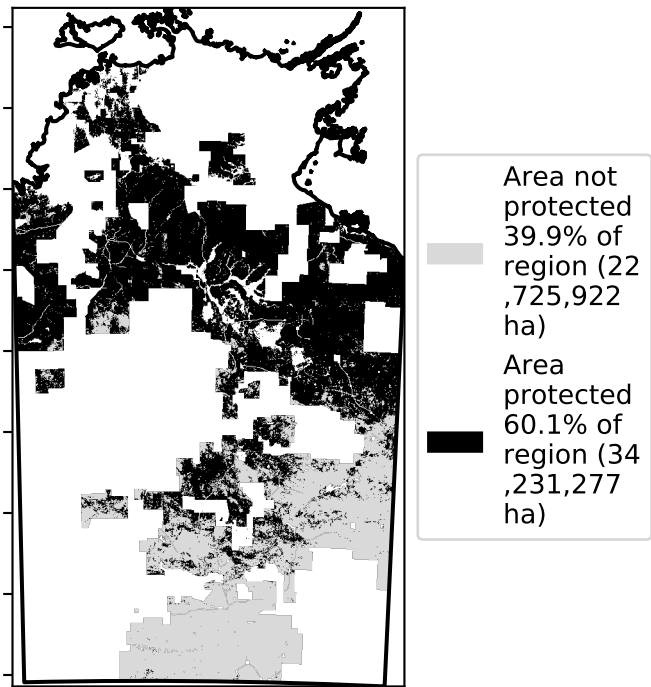 Area not
protected
39.9% of
region (22
,725,922
ha)
Area
protected
60.1% of
region (34
,231,277
ha)